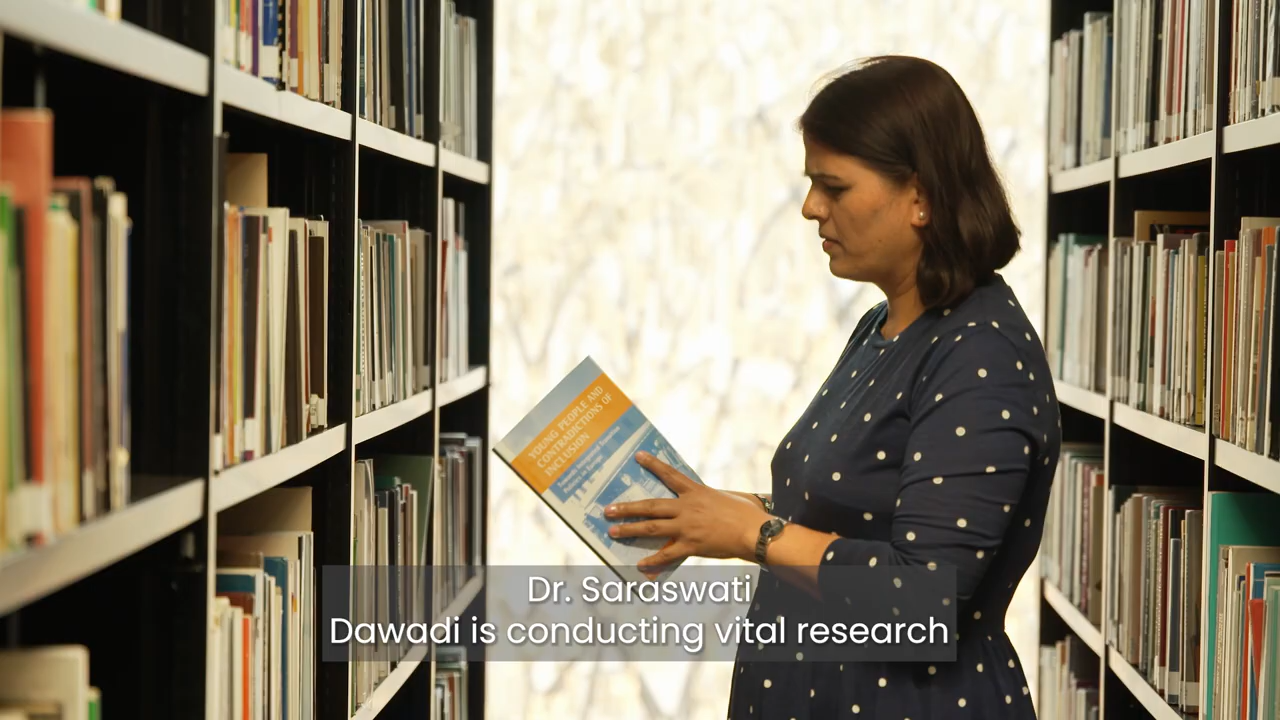 YOUNG PEOPLE AND
CONTRADICTIONS OF
INCLUSION
Dr. Saraswati
Dawadi is conducting vital research